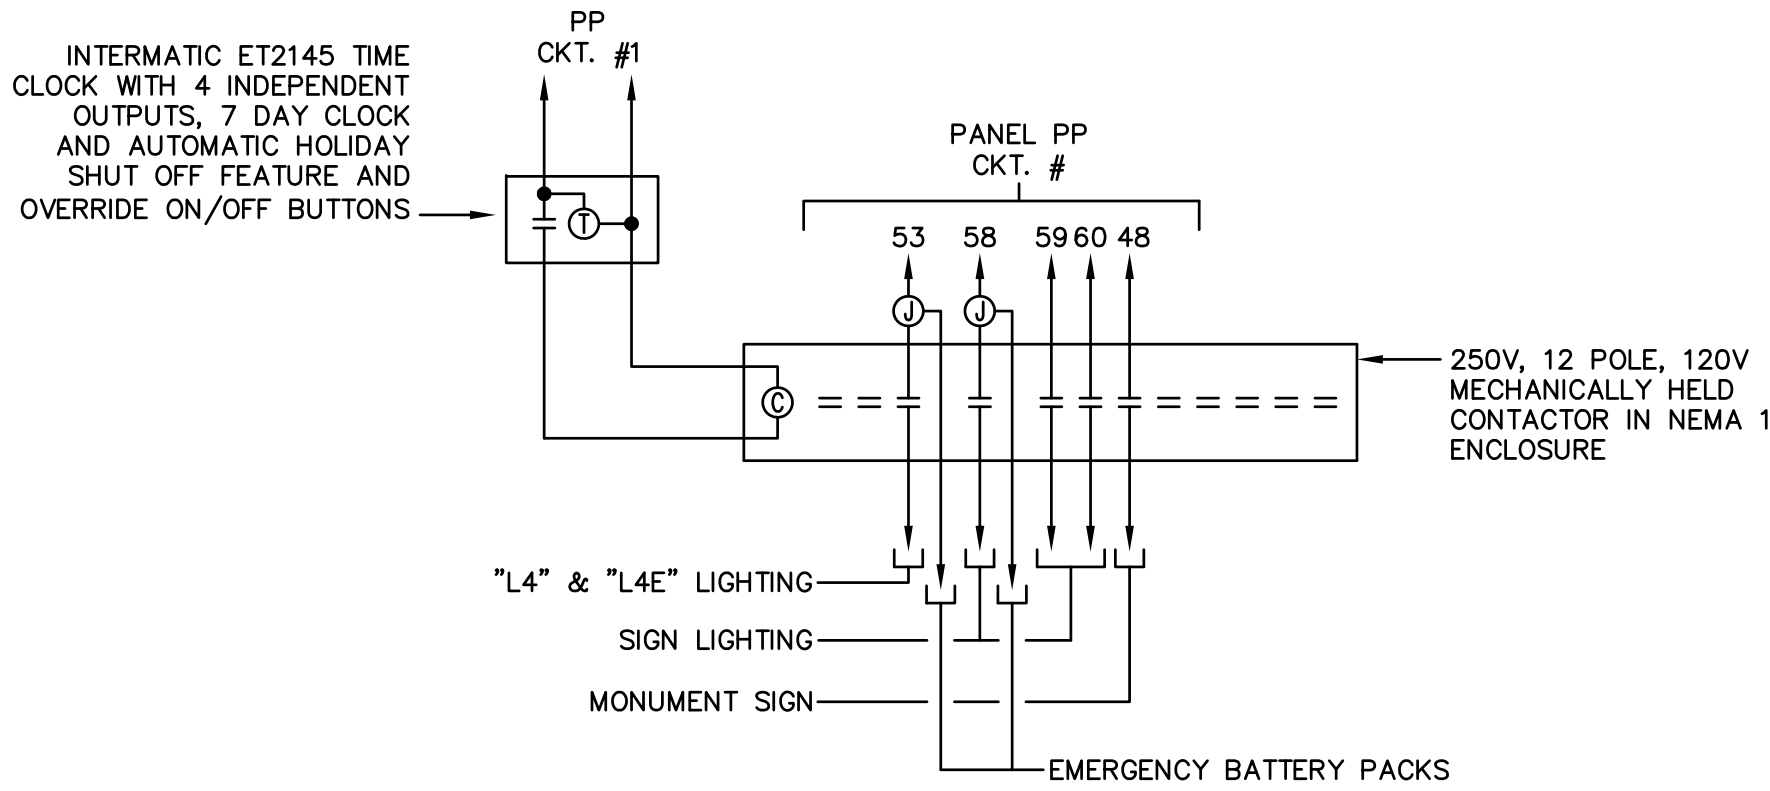 PP
CKT. #1
INTERMATIC ET2145 TIME
CLOCK WITH 4 INDEPENDENT
OUTPUTS, 7 DAY CLOCK
AND AUTOMATIC HOLIDAY
SHUT OFF FEATURE AND
OVERRIDE ON/OFF BUTTONS
T
PANEL PP
CKT. #
53 58 59 60 48
J J
C
250V, 12 POLE, 120V
MECHANICALLY HELD
CONTACTOR IN NEMA 1
ENCLOSURE
"L4" & "L4E" LIGHTING
SIGN LIGHTING
MONUMENT SIGN
EMERGENCY BATTERY PACKS